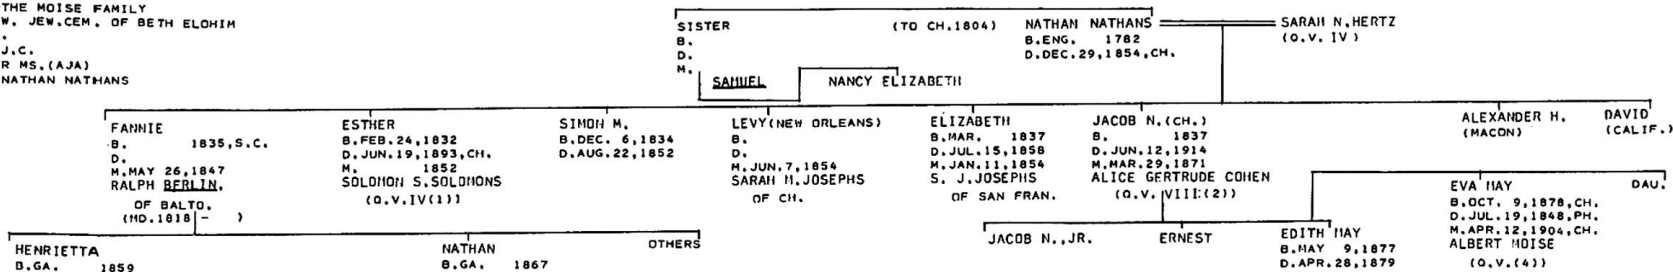 THE MOISE FAMILY
W. JEW.CEM. OF BETH ELOHIM
.
J.C.
R MS.(AJA)
NATHAN NATHANS
SISTER
B.
D.
M.
(TO CH.1804)
NATHAN NATHANS
B.ENG. 1782
D.DEC.29,1854,CH.
SARAH N.HERTZ
(Q.V. IV)
SAMUEL
NANCY ELIZABETH
FANNIE
B. 1835,S.C.
D.
M.MAY 26,1847
RALPH BERLIN,
OF BALTO.
(MD.1818 - )
ESTHER
B.FEB.24,1832
D.JUN.19,1893,CH.
M. 1852
SOLOMON S.SOLOMONS
(Q.V.IV(1))
SIMON M.
B.DEC. 6,1834
D.AUG.22,1852
LEVY(NEW ORLEANS)
B.
D.
M.JUN.7,1854
SARAH M.JOSEPHS
OF CH.
ELIZABETH
B.MAR. 1837
D.JUL.15,1858
M.JAN.11,1854
S. J.JOSEPHS
OF SAN FRAN.
JACOB N.(CH.)
B. 1837
D.JUN.12,1914
M.MAR.29,1871
ALICE GERTRUDE COHEN
(Q.V. VIII(2))
ALEXANDER H.
(MACON)
DAVID
(CALIF.)
HENRIETTA
B.GA. 1859
NATHAN
B.GA. 1867
OTHERS
JACOB N.,JR.
ERNEST
EDITH MAY
B.MAY 9,1877
D.APR.28,1879
EVA MAY
B.OCT. 9,1878,CH.
D.JUL.19,1848,PH.
M.APR.12,1904,CH.
ALBERT MOISE
(Q.V.(4))
DAU.